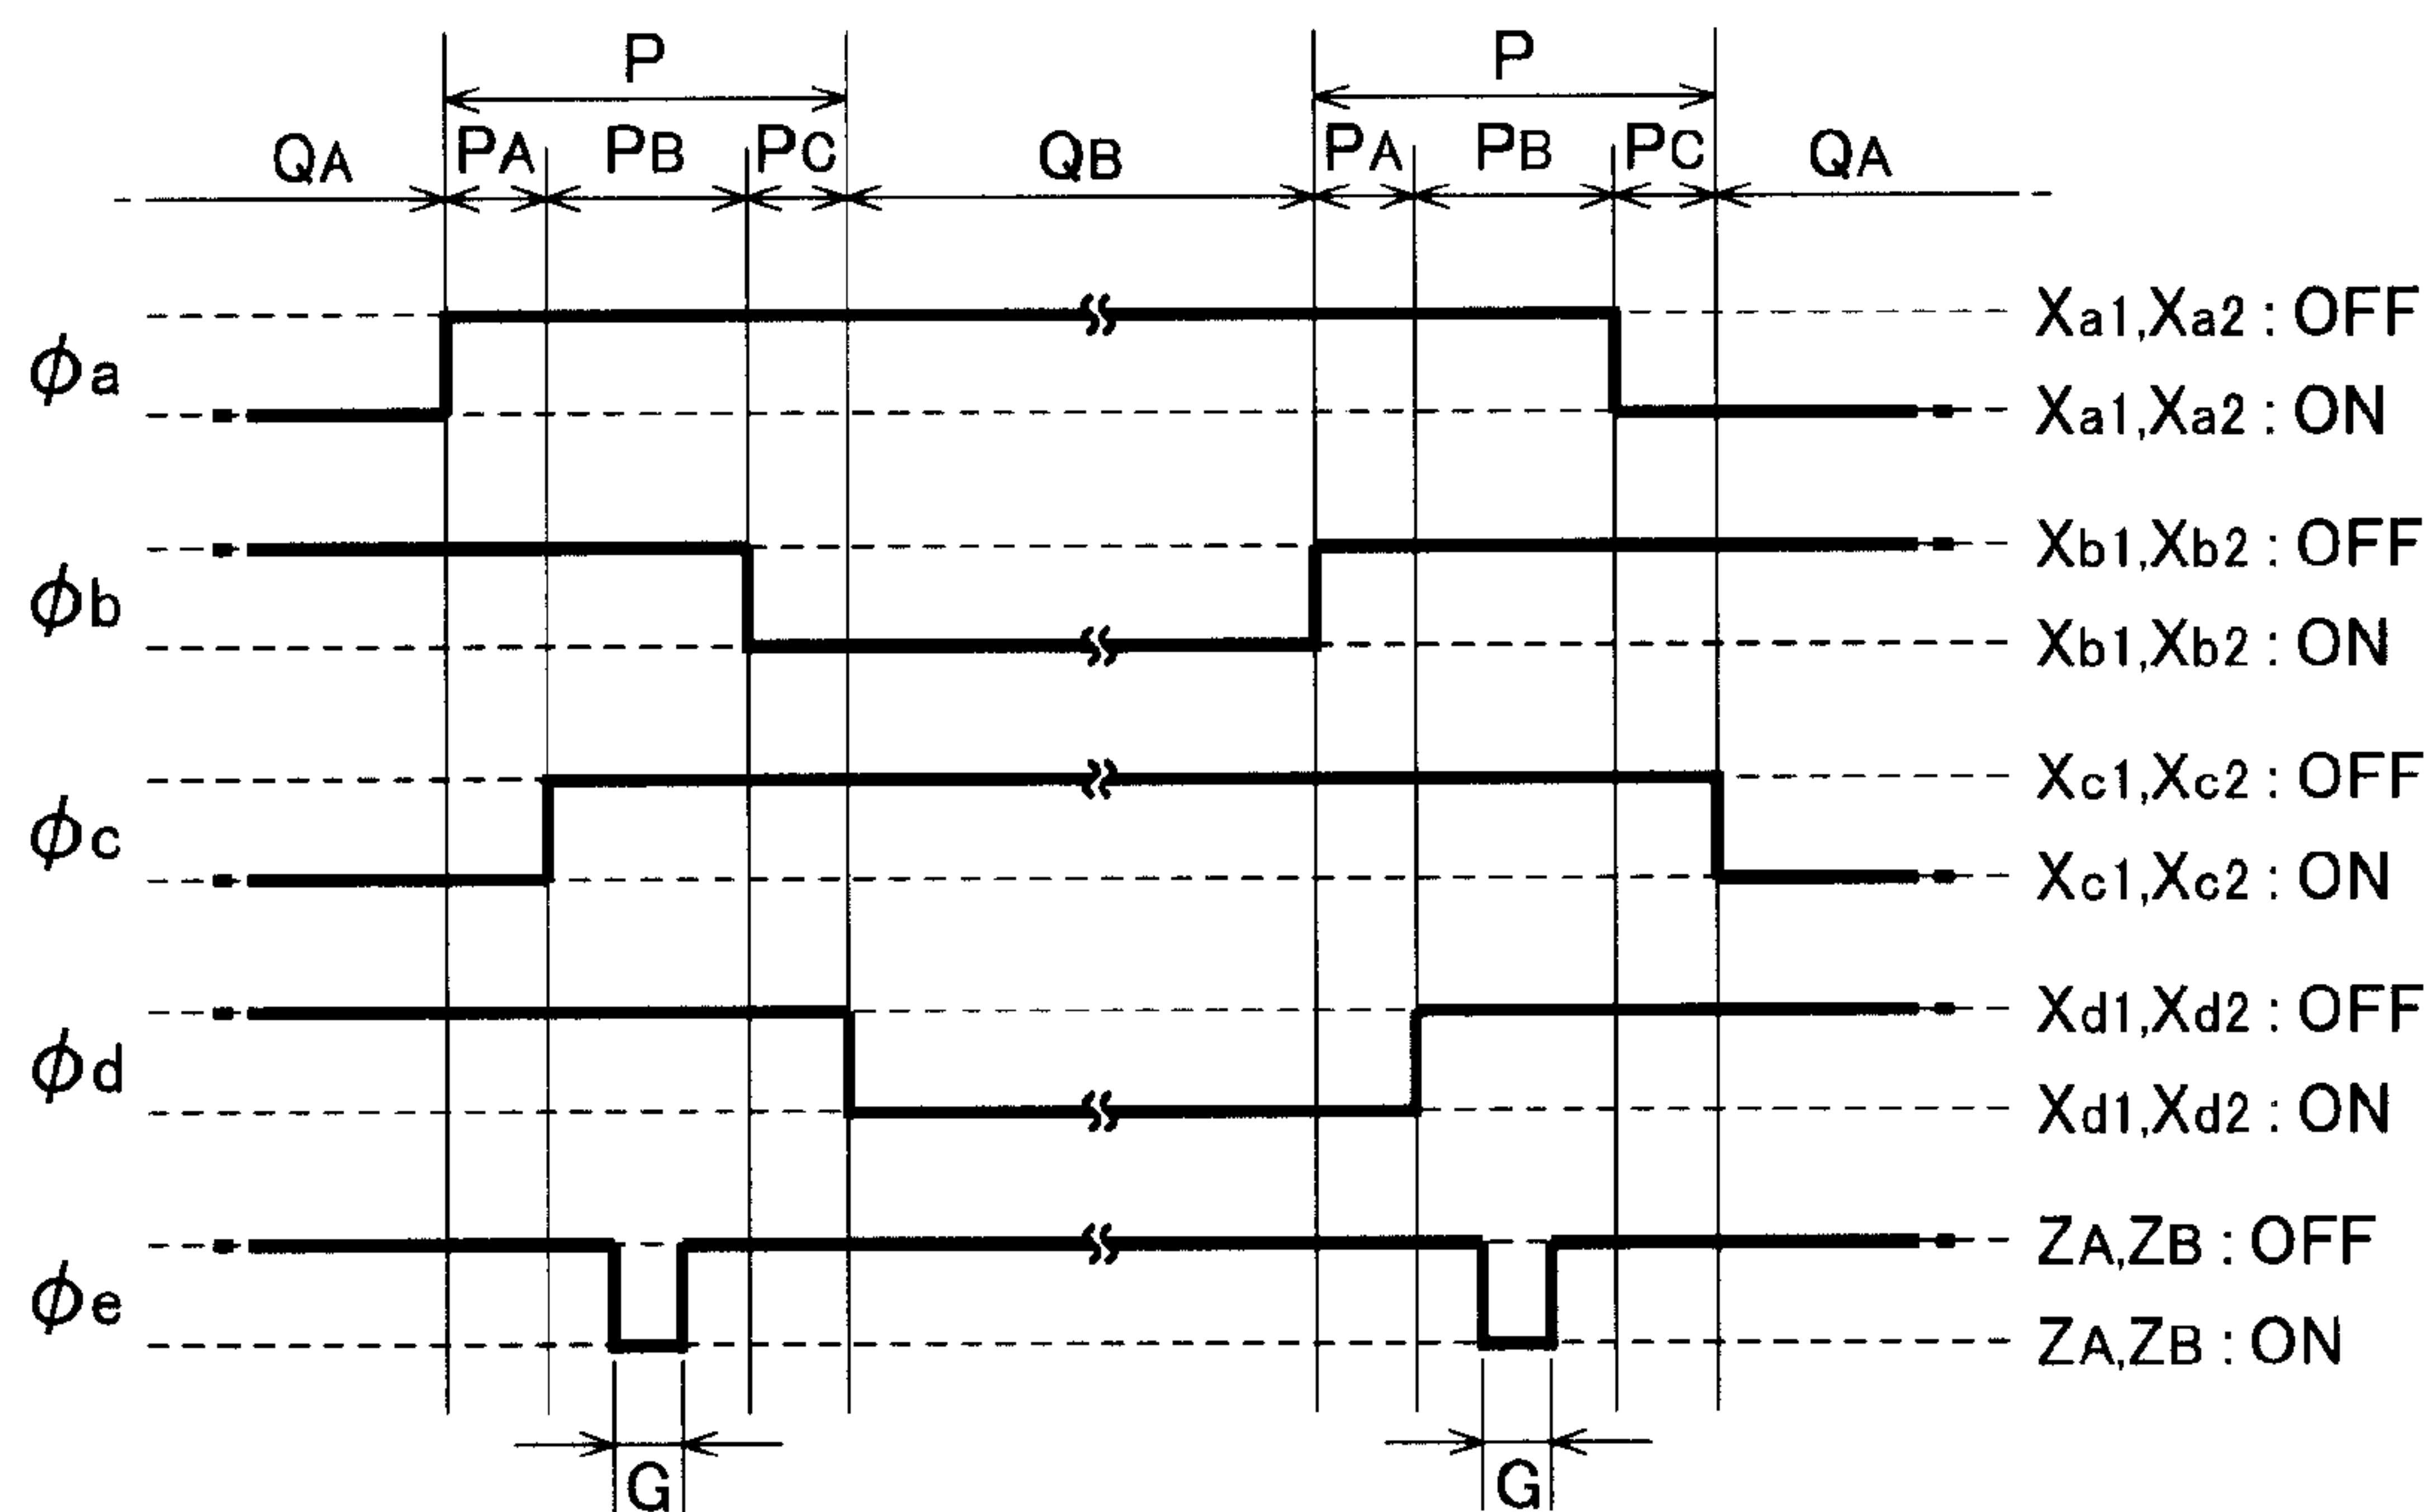 P P
QA PA PB PC QB PA PB PC QA
Xa1,Xa2 : OFF
ϕa
Xa1,Xa2 : ON
Xb1,Xb2 : OFF
ϕb
Xb1,Xb2 : ON
Xc1,Xc2 : OFF
ϕc
Xc1,Xc2 : ON
Xd1,Xd2 : OFF
ϕd
Xd1,Xd2 : ON
ZA,ZB : OFF
ϕe
ZA,ZB : ON
G G